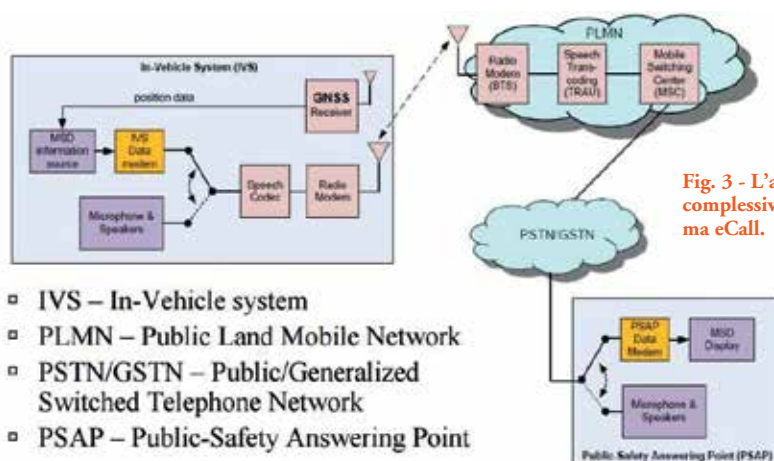 In-Vehicle System (IVS)
position data
GNSS
Receiver
MSD
information
source
IVS
Data
modem
Microphone &
Speakers
Speech
Codec
Radio
Modem
PLMN
Radio
Modem
(BTS)
Speech
Trans-
coding
(TRAU)
Mobile
Switching
Center
(MSC)
PSTN/GSTN
Fig. 3 - L'a
complessiv
ma eCall.
PSAP
Data
Modem
MSD
Display
Microphone &
Speakers
Public Safety Answering Point (PSAP)
▫ IVS – In-Vehicle system
▫ PLMN – Public Land Mobile Network
▫ PSTN/GSTN – Public/Generalized
Switched Telephone Network
▫ PSAP – Public-Safety Answering Point